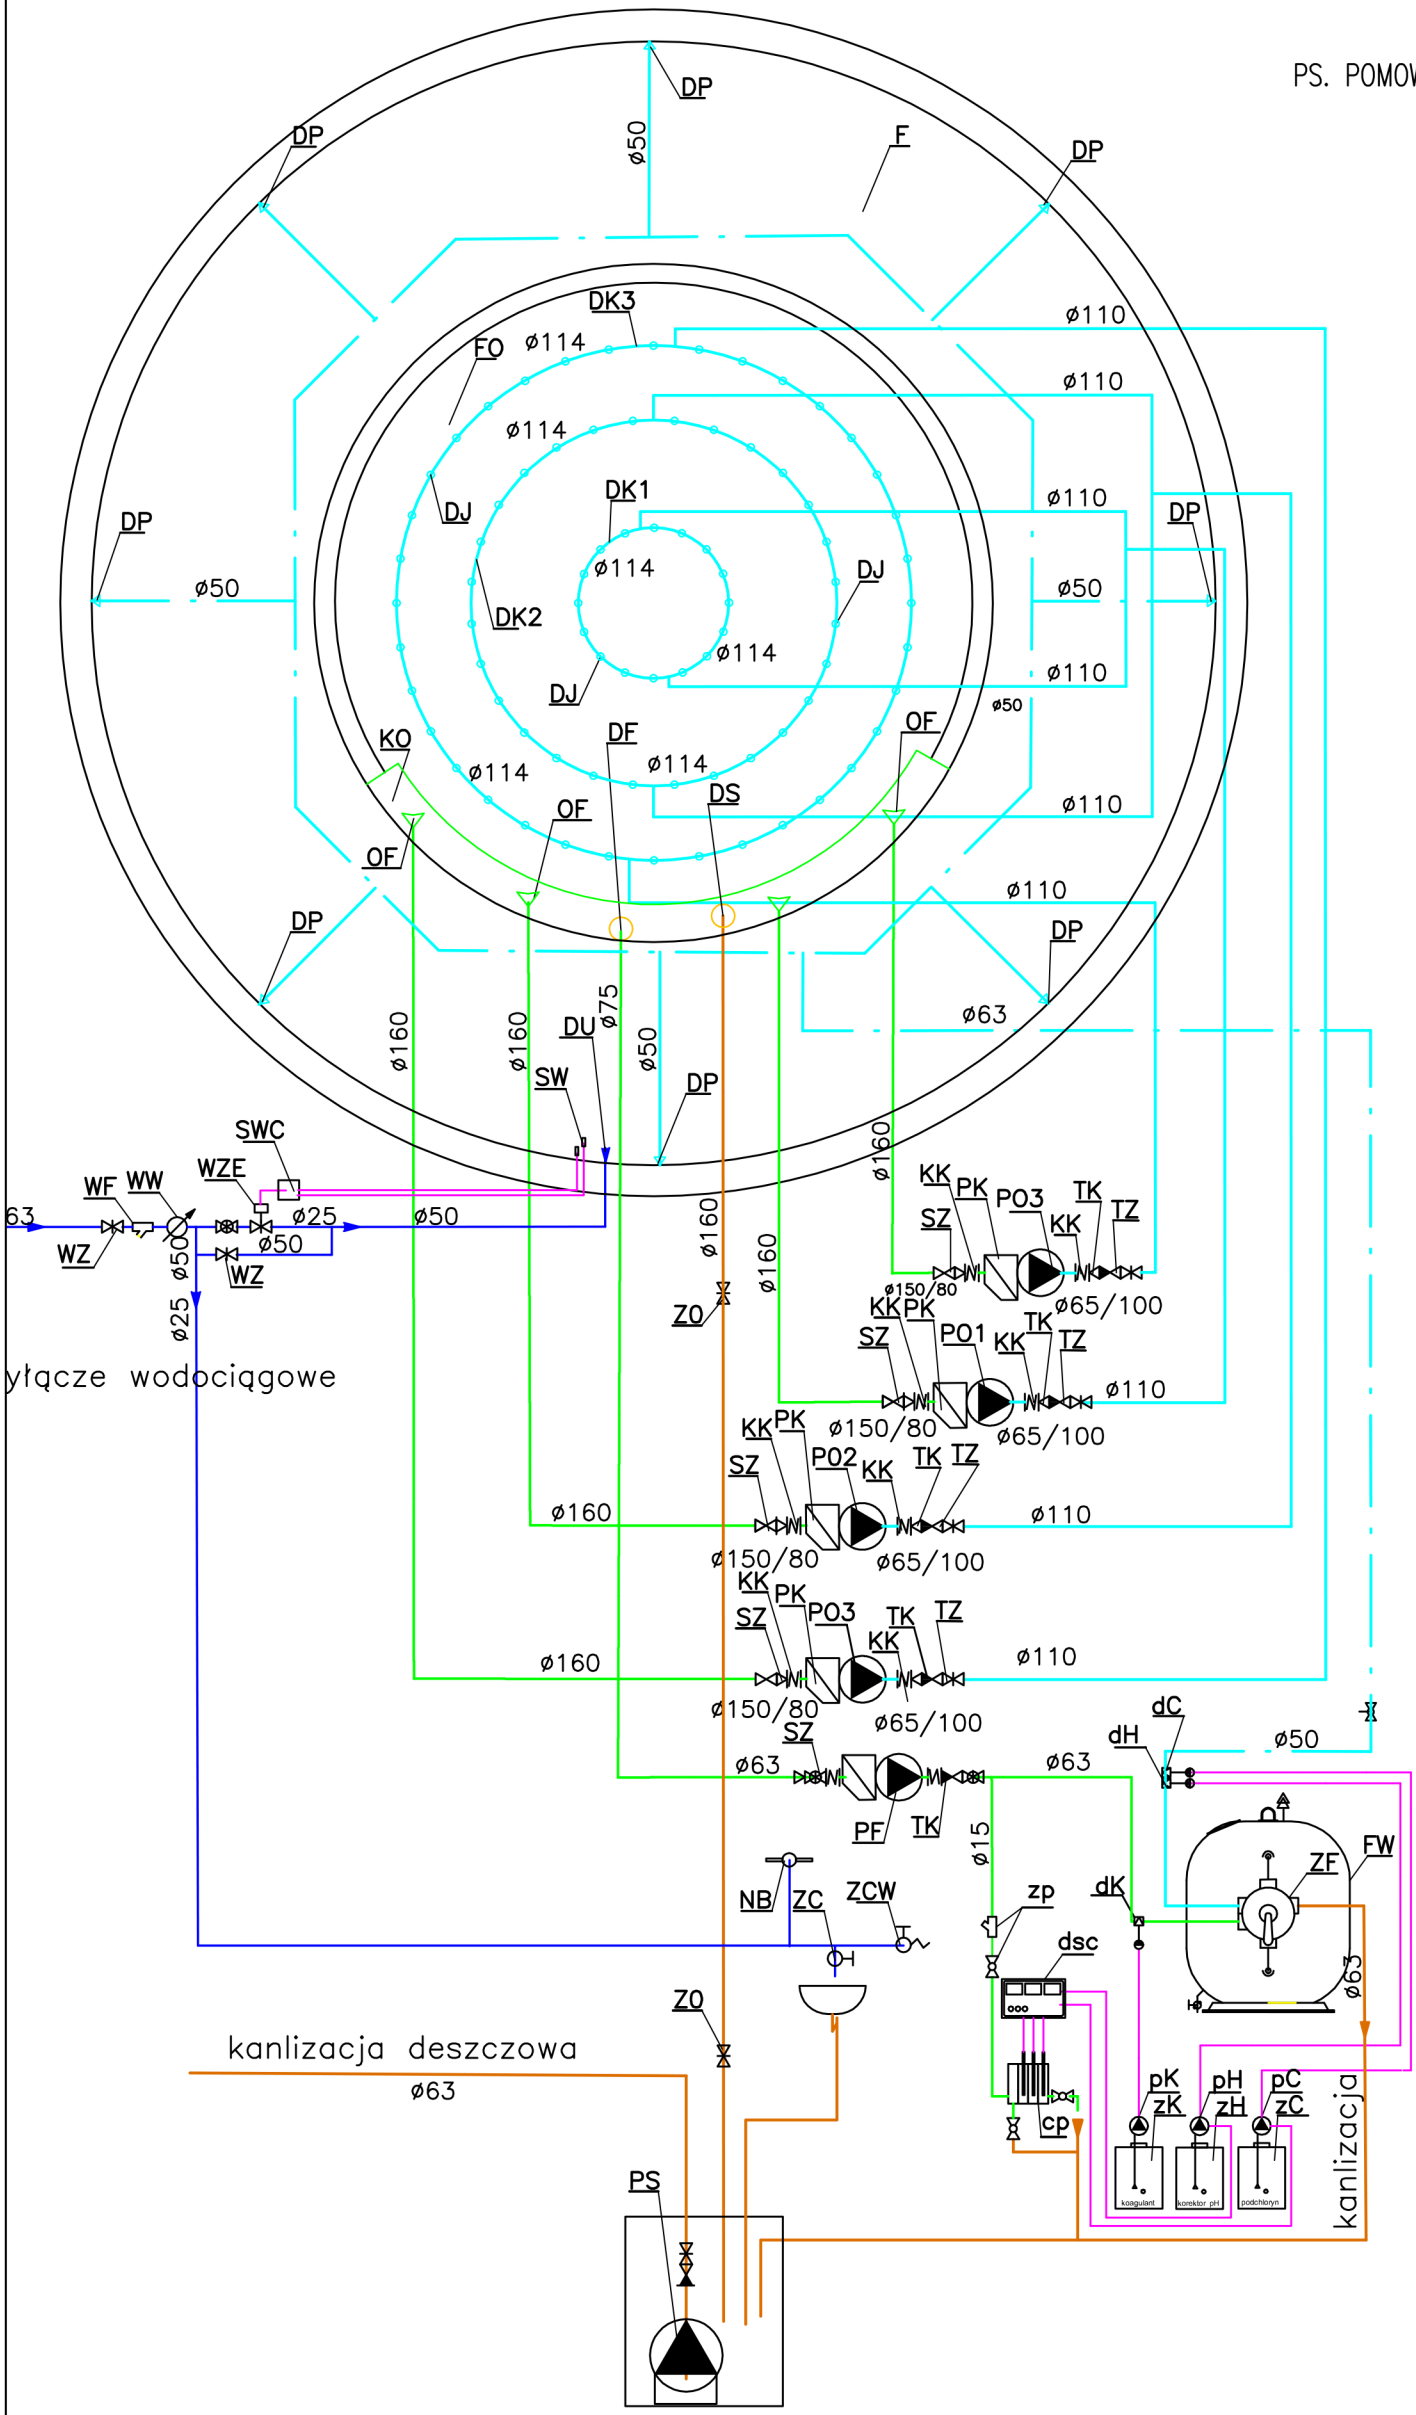 PS. POMOW
DP
DP
F
DP
ø50
DK3
ø110
FO
ø114
ø110
ø114
DK1
ø110
DJ
DP
DP
ø114
DJ
ø50
ø50
DK2
ø114
ø110
DJ
ø50
DF
OF
KO
ø114
ø114
DS
ø110
OF
OF
ø110
DP
DP
ø75
ø63
DU
ø160
ø160
ø50
SW
DP
SWC
ø160
WZE
KK
PK
PO3
TK
WF
WW
KK
TZ
63
ø25
ø50
SZ
WZ
ø50
ø50
WZ
ø160
ø160
ø150/80
ø65/100
ø25
ZO
KK
PK
TK
SZ
PO1
KK
TZ
yłącze wodociągowe
ø110
ø150/80
ø65/100
KK
PK
SZ
PO2
KK
TK
TZ
ø160
ø110
ø150/80
ø65/100
KK
PK
SZ
PO3
TK
TZ
KK
ø160
ø110
ø150/80
ø65/100
dC
SZ
dH
ø50
ø63
ø63
PF
TK
ø15
FW
ZF
NB
ZC
ZCW
zp
dK
dsc
ø63
ZO
kanlizacja deszczowa
ø63
pK
pH
pC
zK
zH
zC
cp
kanlizacja
koagulant
korektor pH
podchloryn
PS